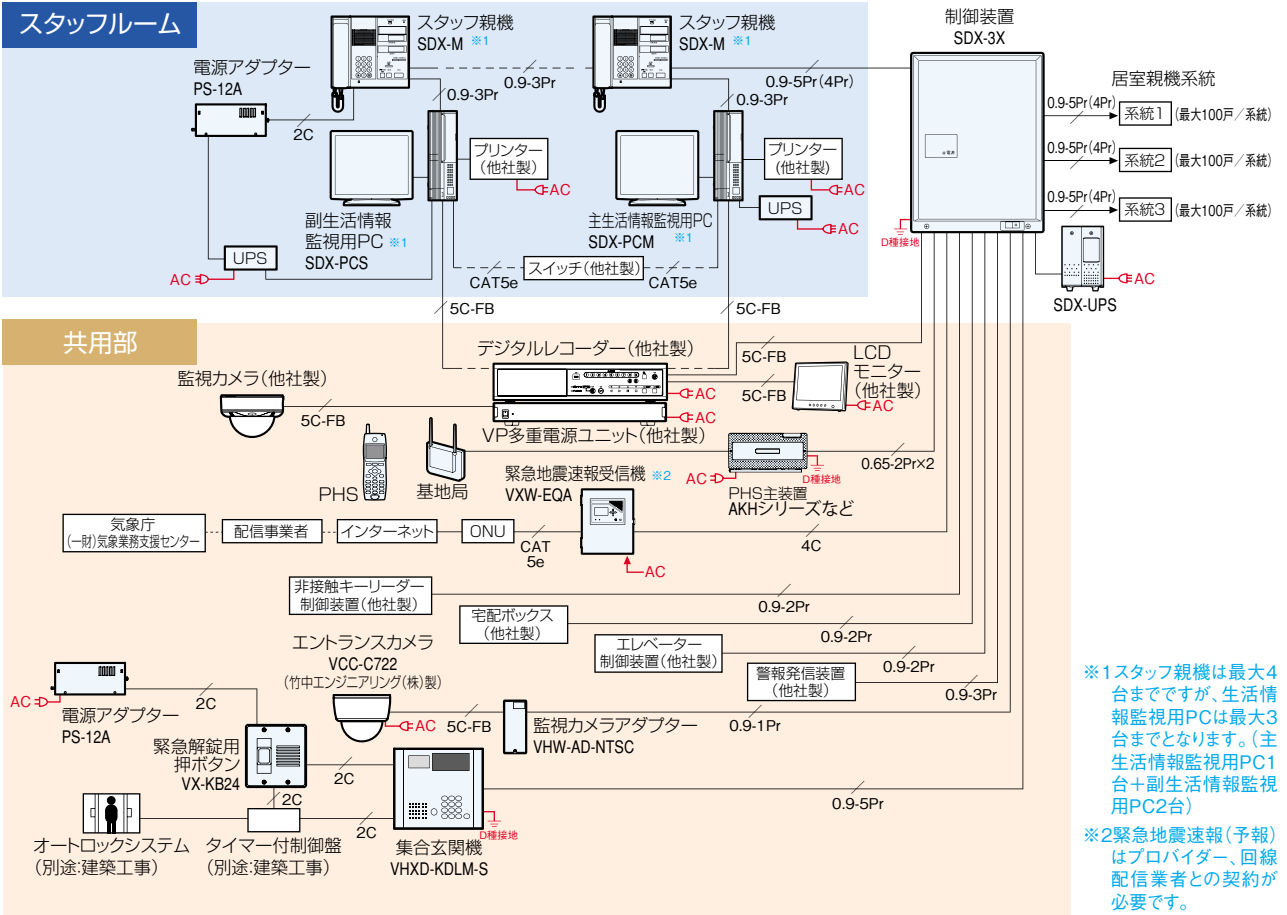 スタッフルーム
スタッフ親機
SDX-M ※1
スタッフ親機
SDX-M ※1
制御装置
SDX-3X
電源アダプター
PS-12A
0.9-3Pr
0.9-5Pr(4Pr)
0.9-3Pr
0.9-3Pr
2C
居室親機系統
0.9-5Pr(4Pr)
系統1 (最大100戸/系統)
0.9-5Pr(4Pr)
系統2 (最大100戸/系統)
0.9-5Pr(4Pr)
系統3 (最大100戸/系統)
プリンター
(他社製)
AC
プリンター
(他社製)
AC
UPS
AC
副生活情報
監視用PC ※1
SDX-PCS
主生活情報監視用PC
SDX-PCM ※1
UPS
AC
スイッチ(他社製)
CAT5e
CAT5e
電源
D種接地
AC
SDX-UPS
5C-FB
5C-FB
共用部
デジタルレコーダー(他社製)
5C-FB
LCD
モニター
(他社製)
AC
監視カメラ(他社製)
5C-FB
AC
5C-FB
AC
VP多重電源ユニット(他社製)
PHS
基地局
緊急地震速報受信機 ※2
VXW-EQA
AC
D種接地
0.65-2Pr×2
PHS主装置
AKHシリーズなど
気象庁
(一財)気象業務支援センター
配信事業者
インターネット
ONU
CAT
5e
AC
4C
非接触キーリーダー
制御装置(他社製)
0.9-2Pr
宅配ボックス
(他社製)
0.9-2Pr
エレベーター
制御装置(他社製)
0.9-2Pr
警報発信装置
(他社製)
0.9-3Pr
エントランスカメラ
VCC-C722
(竹中エンジニアリング(株)製)
AC
5C-FB
監視カメラアダプター
VHW-AD-NTSC
0.9-1Pr
AC
電源アダプター
PS-12A
2C
緊急解錠用
押ボタン
VX-KB24
2C
2C
2C
0.9-5Pr
D種接地
オートロックシステム
(別途:建築工事)
タイマー付制御盤
(別途:建築工事)
集合玄関機
VHXD-KDLM-S
※1スタッフ親機は最大4
台までですが、生活情
報監視用PCは最大3
台までとなります。(主
生活情報監視用PC1
台+副生活情報監視
用PC2台)
※2緊急地震速報(予報)
はプロバイダー、回線
配信業者との契約が
必要です。